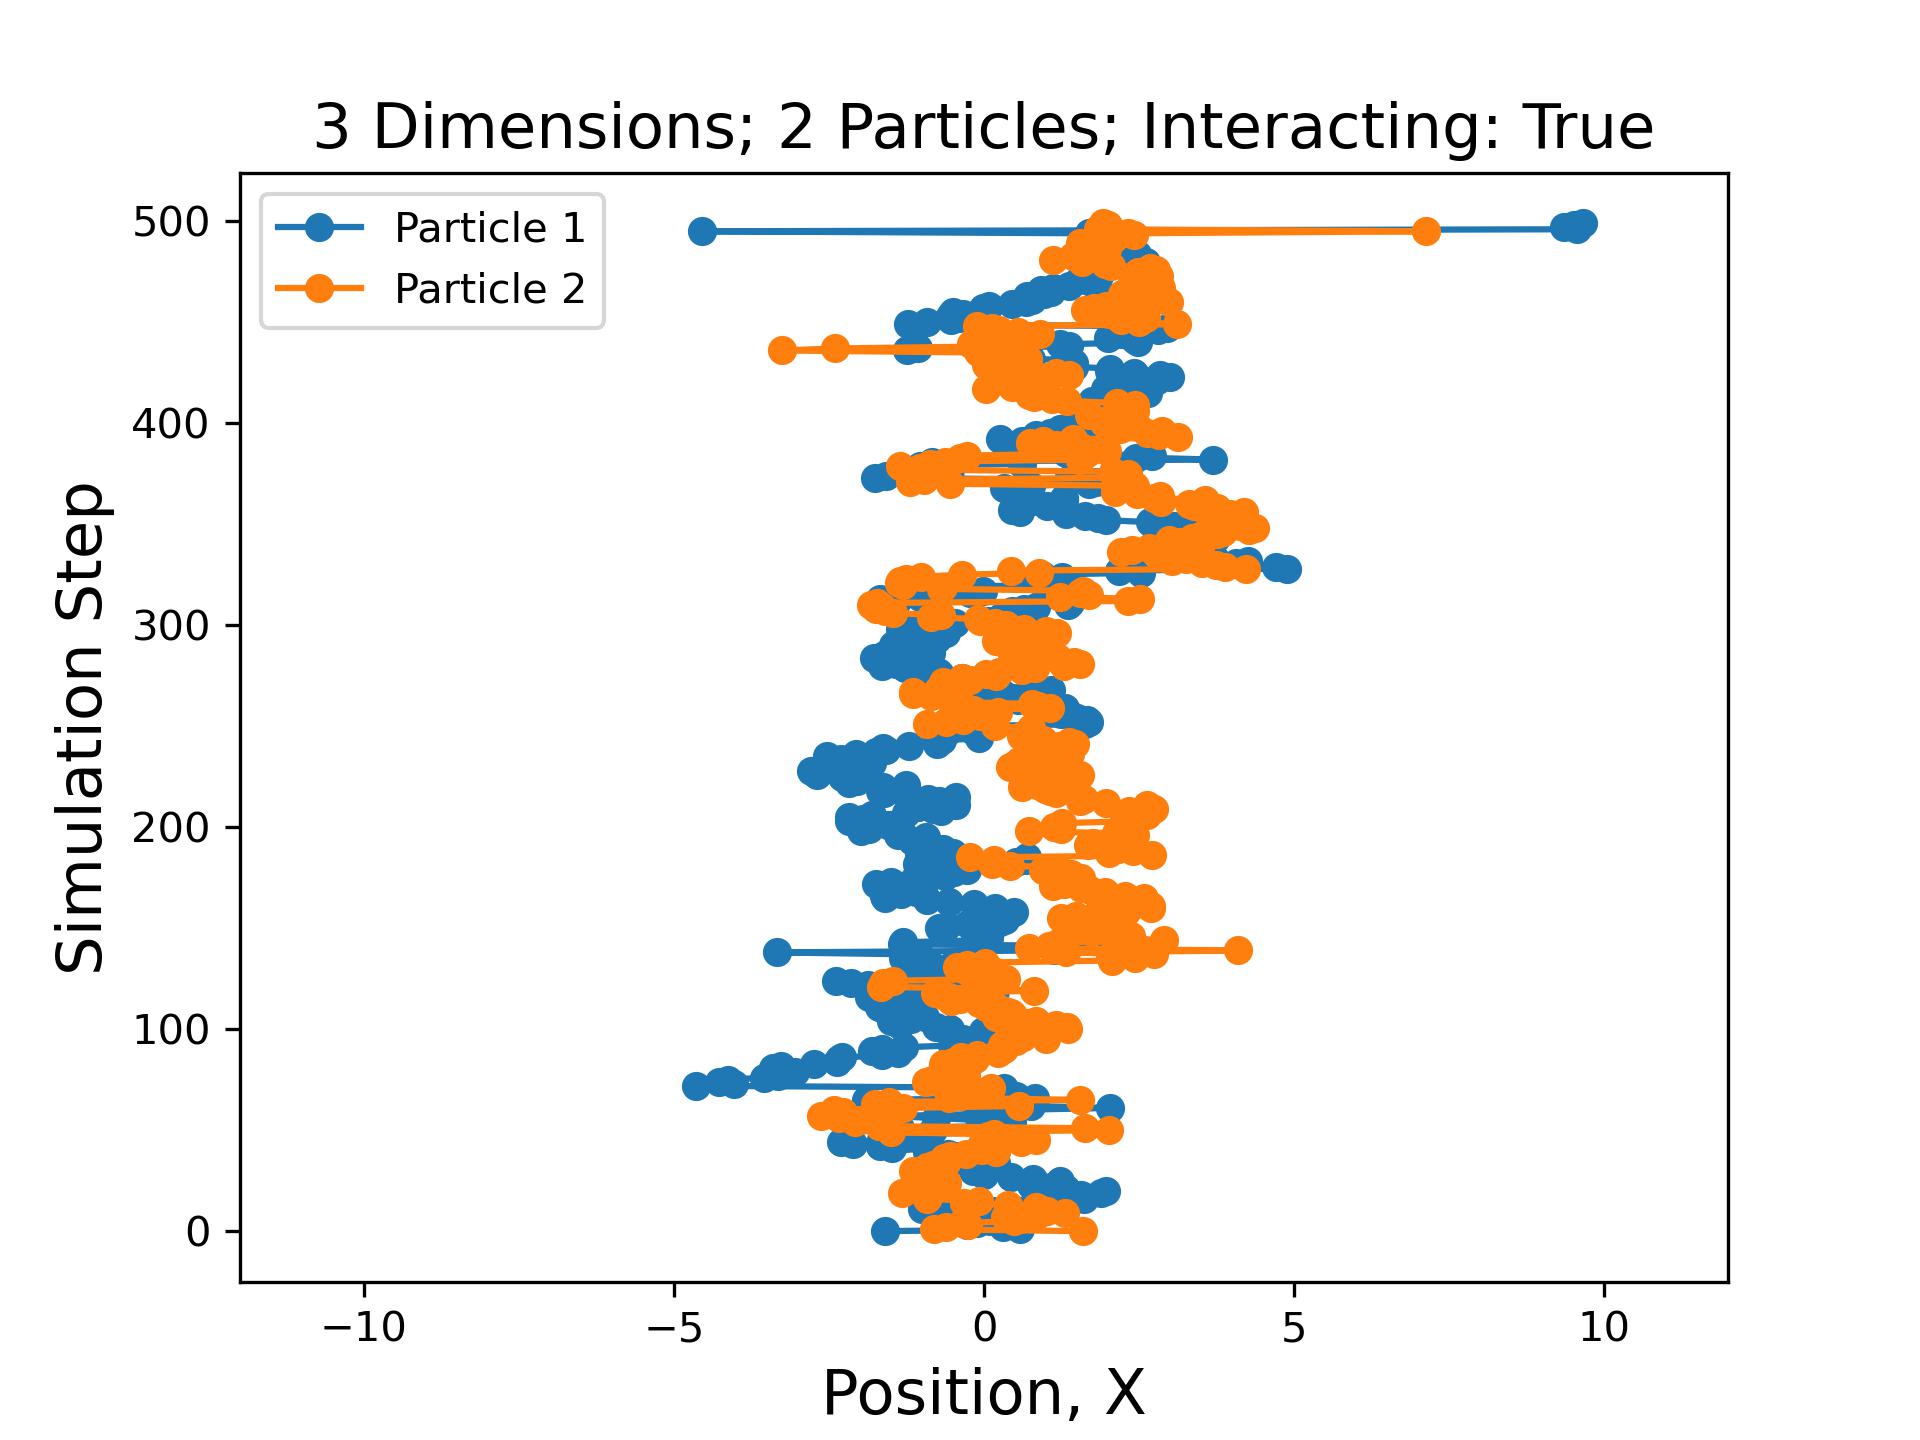 3 Dimensions; 2 Particles; Interacting: True
Particle 1
Particle 2
Simulation Step
500
400
300
200
100
0
−10
−5
0
5
10
Position, X